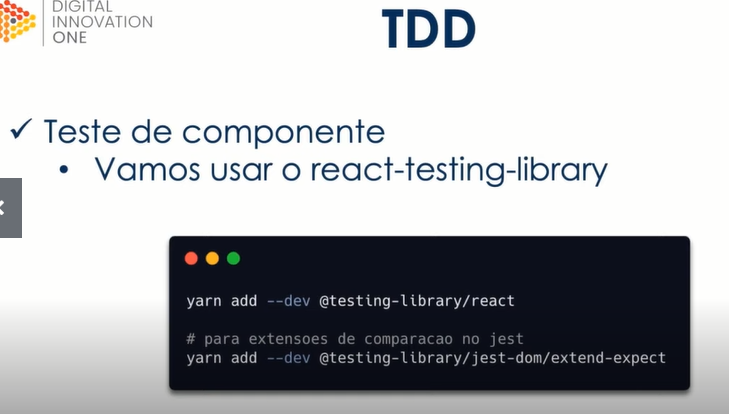 DIGITAL
INNOVATION
ONE
TDD
✓ Teste de componente
• Vamos usar o react-testing-library
yarn add --dev @testing-library/react
# para extensoes de comparacao no jest
yarn add --dev @testing-library/jest-dom/extend-expect